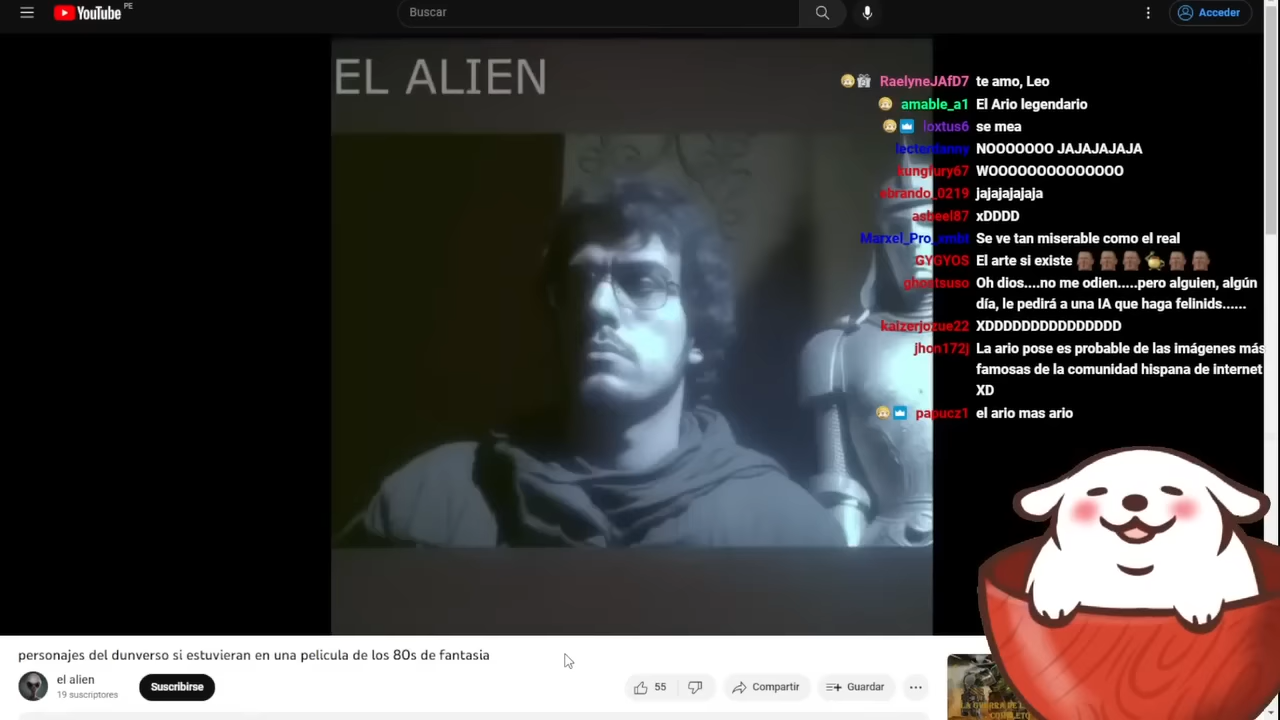 YouTube PE
Buscar
Acceder
EL ALIEN
RaelyneJAfD7 te amo, Leo
amable_a1 El Ario legendario
loxtus6 se mea
NOOOOOOO JAJAJAJAJA
kungfury67 WOOOOOOOOOOOOOO
abrando_0219 jajajajajaja
asbeel87 xDDDD
Se ve tan miserable como el real
GYGYOS El arte si existe
ghostsuso Oh dios....no me odien.....pero alguien, algún
día, le pedirá a una IA que haga felinids......
kaizerjozue22 XDDDDDDDDDDDDDDD
jhon172j La ario pose es probable de las imágenes más
famosas de la comunidad hispana de internet
XD
papucz1 el ario mas ario
personajes del dunverso si estuvieran en una pelicula de los 80s de fantasia
el alien
19 suscriptores
Suscribirse
55
Compartir
Guardar